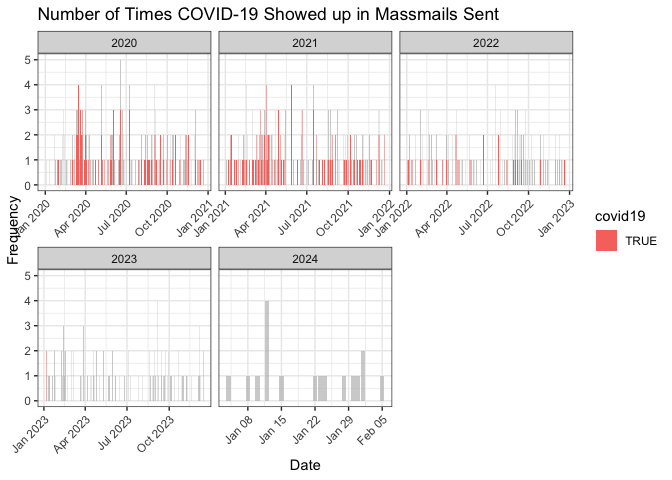 Number of Times COVID-19 Showed up in Massmails Sent
2020 2021 2022
5
4
3
2
1
0
Jan 2020 Apr 2020 Jul 2020 Oct 2020 Jan 2021 Jan 2021 Apr 2021 Jul 2021 Oct 2021 Jan 2022 Jan 2022 Apr 2022 Jul 2022 Oct 2022 Jan 2023
Frequency
covid19
TRUE
2023 2024
5
4
3
2
1
0
Jan 2023 Apr 2023 Jul 2023 Oct 2023 Jan 08 Jan 15 Jan 22 Jan 29 Feb 05
Date